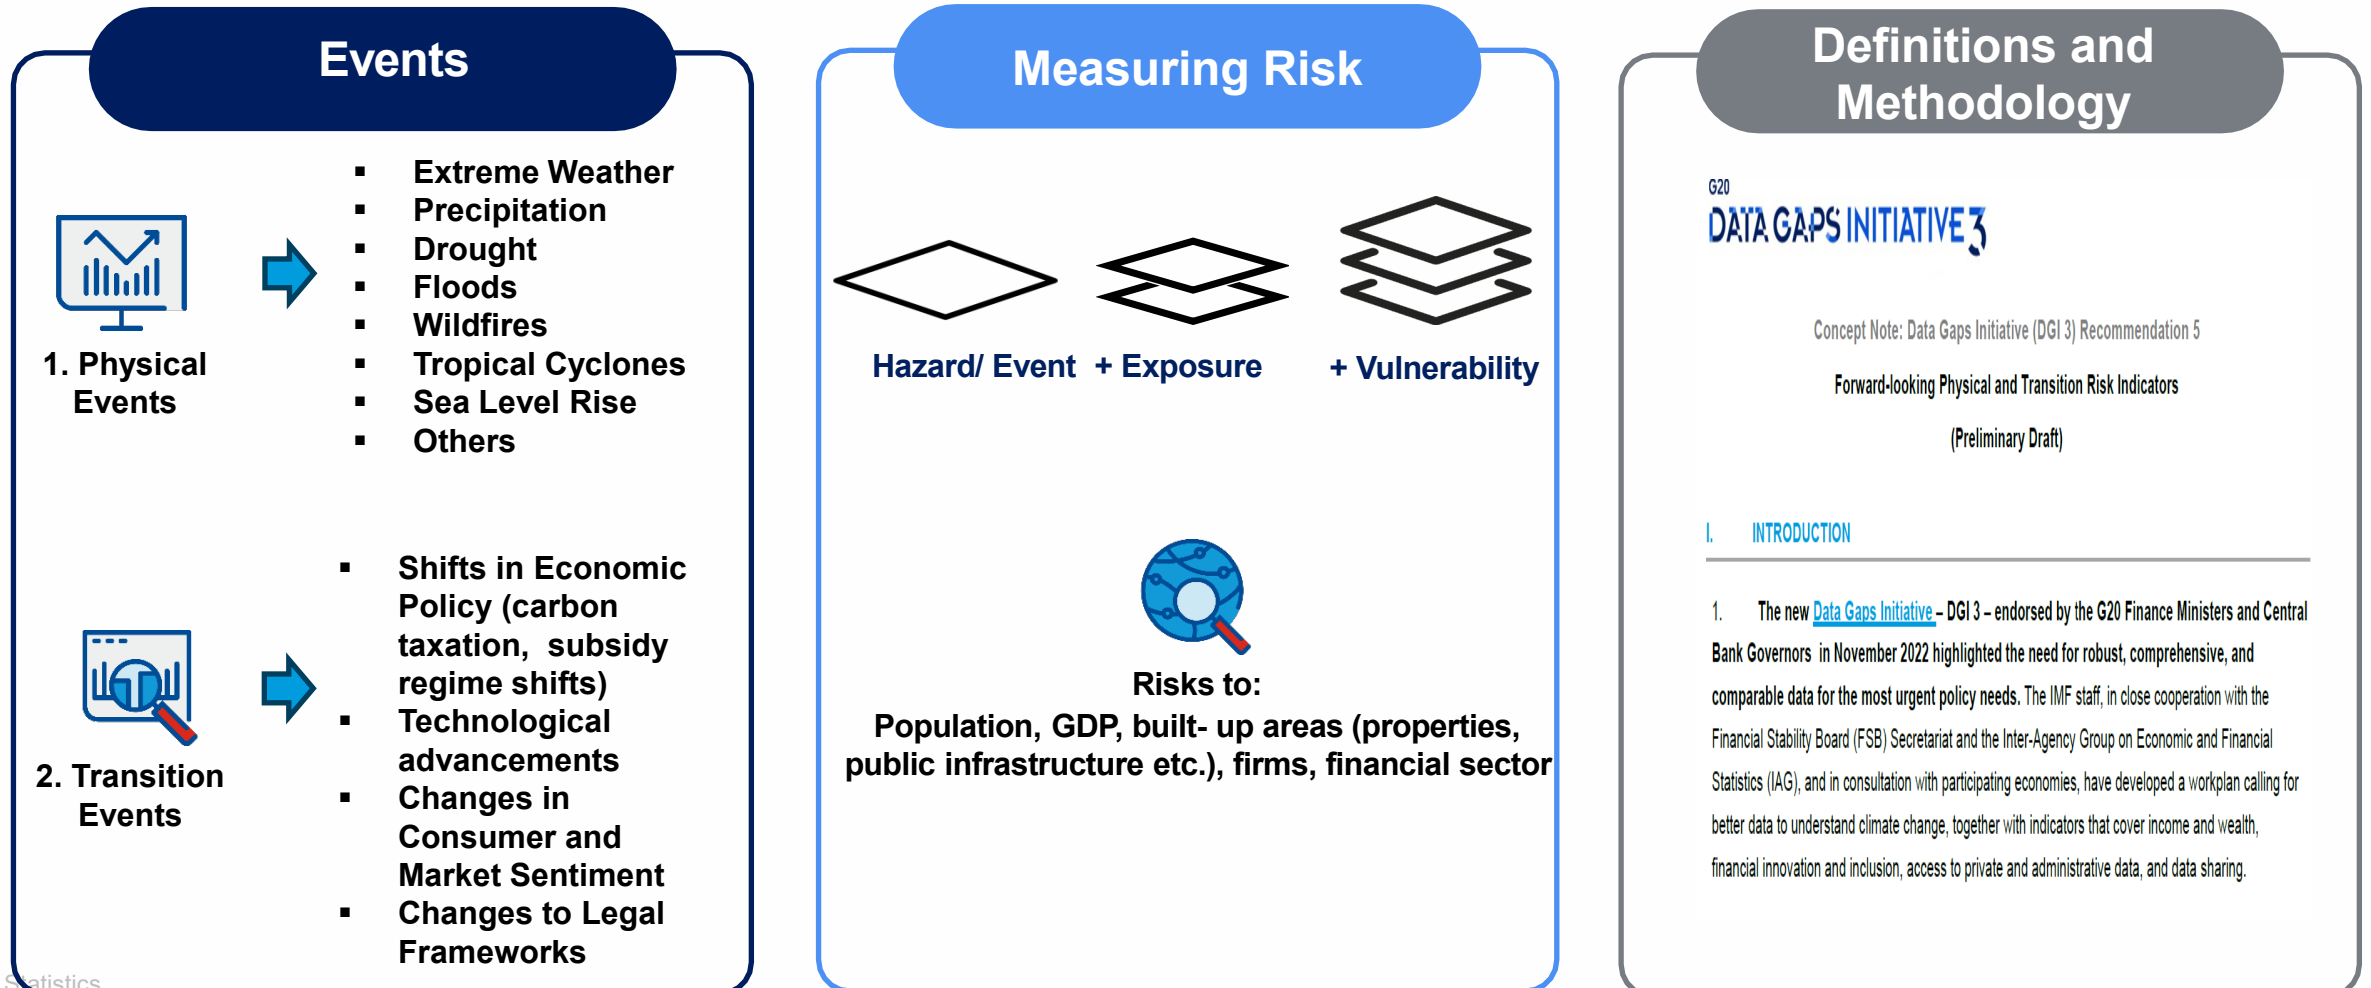 Events
1. Physical
Events
▪ Extreme Weather
▪ Precipitation
▪ Drought
▪ Floods
▪ Wildfires
▪ Tropical Cyclones
▪ Sea Level Rise
▪ Others
2. Transition
Events
▪ Shifts in Economic
Policy (carbon
taxation, subsidy
regime shifts)
▪ Technological
advancements
▪ Changes in
Consumer and
Market Sentiment
▪ Changes to Legal
Frameworks
Statistics
Measuring Risk
Hazard/ Event + Exposure + Vulnerability
Risks to:
Population, GDP, built- up areas (properties,
public infrastructure etc.), firms, financial sector
Definitions and
Methodology
G20
DATA GAPS INITIATIVE 3
Concept Note: Data Gaps Initiative (DGI 3) Recommendation 5
Forward-looking Physical and Transition Risk Indicators
(Preliminary Draft)
I. INTRODUCTION
1. The new Data Gaps Initiative – DGI 3 – endorsed by the G20 Finance Ministers and Central
Bank Governors in November 2022 highlighted the need for robust, comprehensive, and
comparable data for the most urgent policy needs. The IMF staff, in close cooperation with the
Financial Stability Board (FSB) Secretariat and the Inter-Agency Group on Economic and Financial
Statistics (IAG), and in consultation with participating economies, have developed a workplan calling for
better data to understand climate change, together with indicators that cover income and wealth,
financial innovation and inclusion, access to private and administrative data, and data sharing.